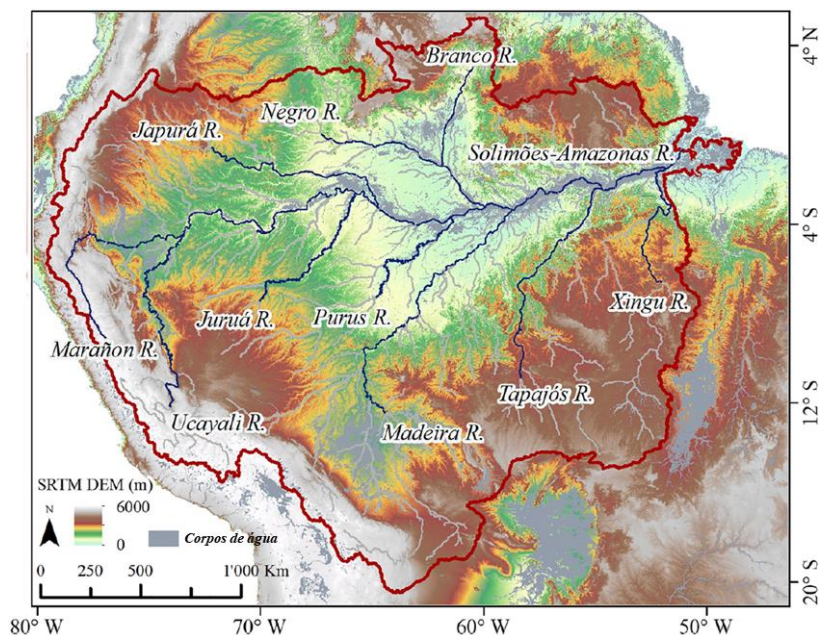 Branco R.
4°N
Negro R.
Japurá R.
Solimões-Amazonas R.
4°S
Juruá R.
Purus R.
Xingu R.
Marañon R.
Tapajós R.
12°S
Ucayali R.
Madeira R.
SRTM DEM (m)
N
6000
0
Corpos de água
0 250 500 1'000 Km
20°S
80° W 70° W 60° W 50° W